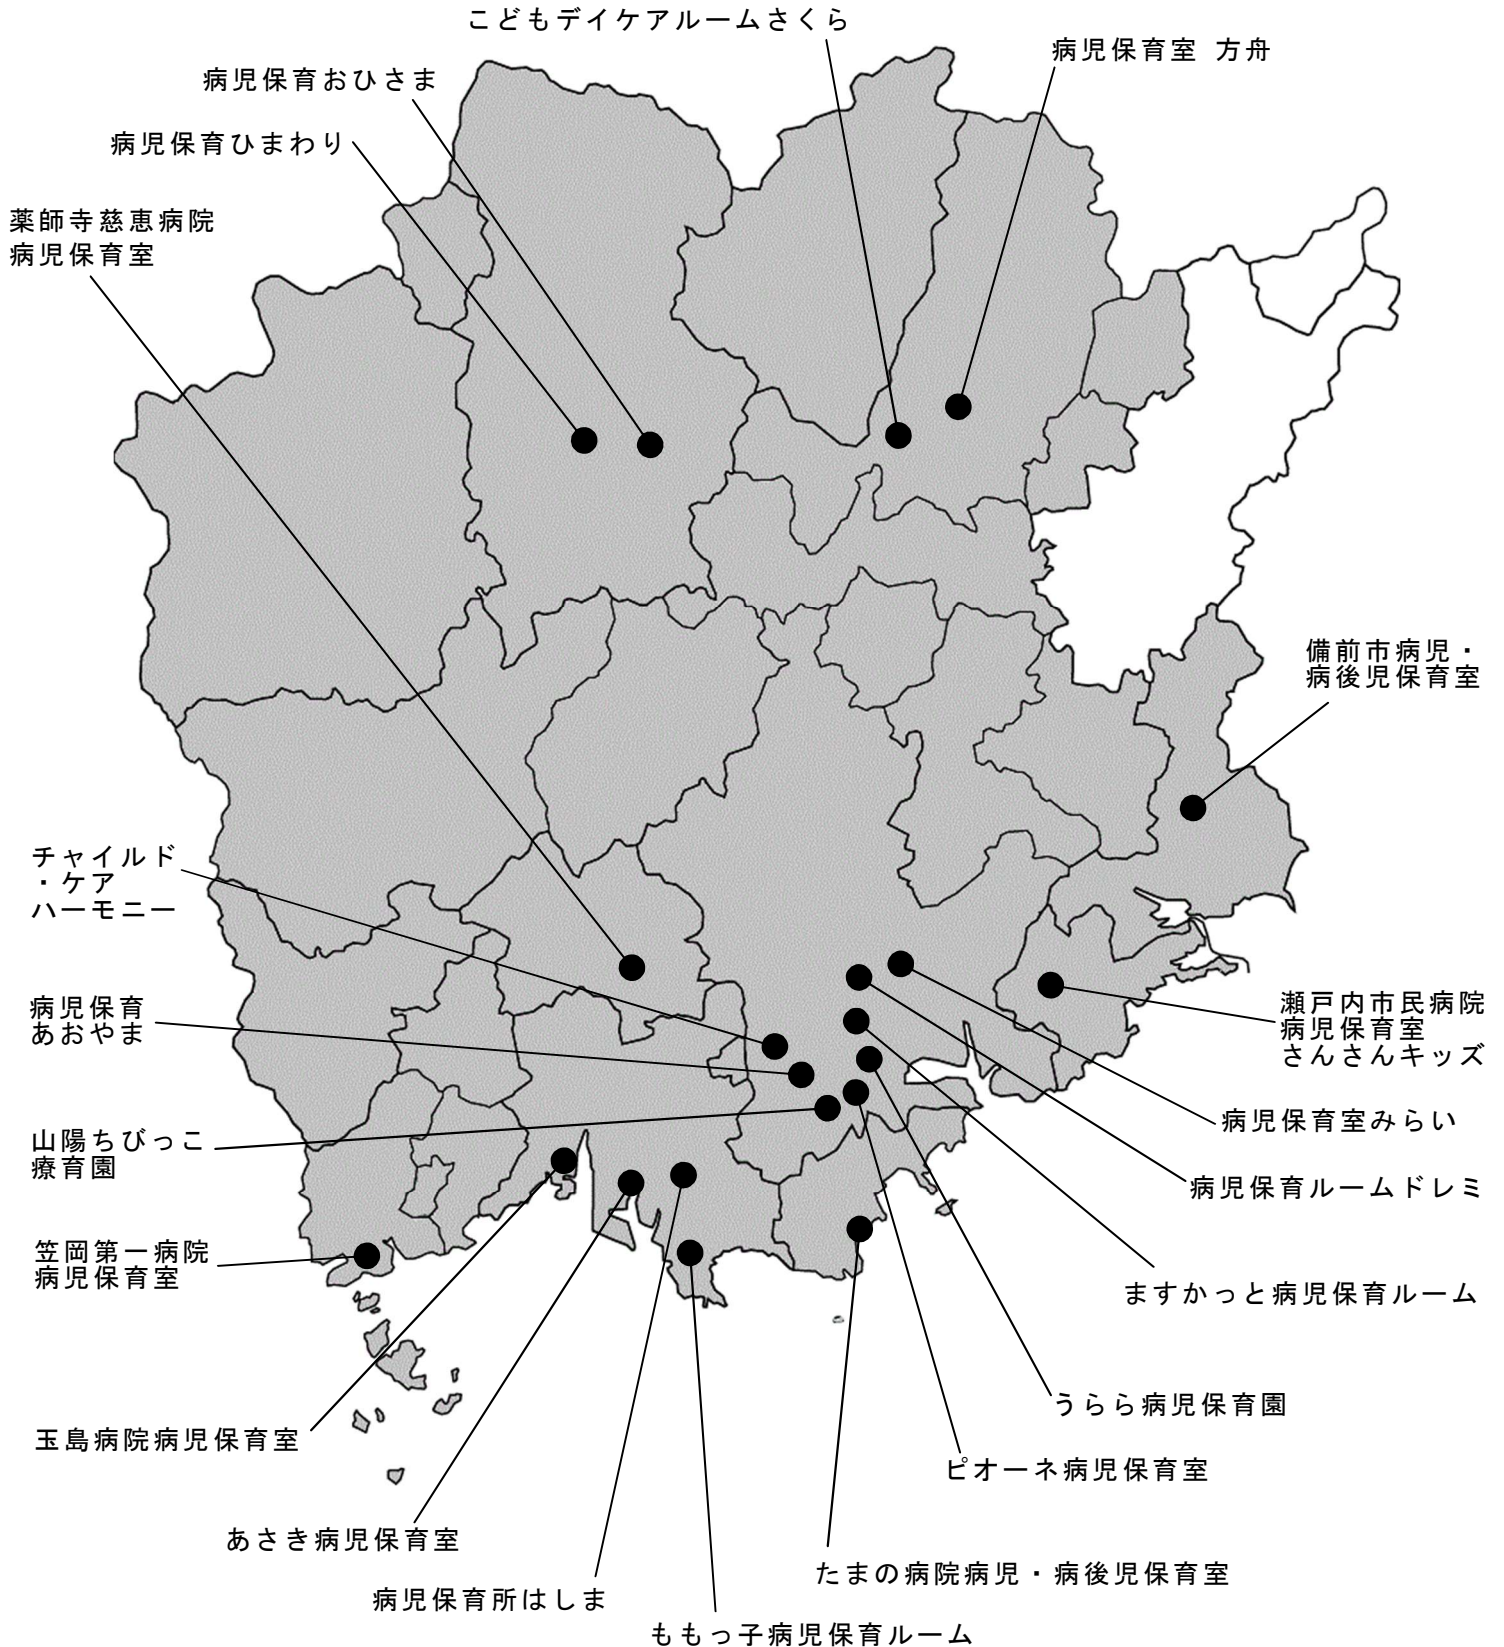 こどもデイケアルームさくら
病児保育室 方舟
病児保育おひさま
病児保育ひまわり
薬師寺慈恵病院
病児保育室
備前市病児・
病後児保育室
チャイルド
・ケア
ハーモニー
病児保育
あおやま
瀬戸内市民病院
病児保育室
さんさんキッズ
病児保育室みらい
山陽ちびっこ
療育園
病児保育ルームドレミ
笠岡第一病院
病児保育室
ますかっと病児保育ルーム
うらら病児保育園
玉島病院病児保育室
ピオーネ病児保育室
あさき病児保育室
たまの病院病児・病後児保育室
病児保育所はしま
ももっ子病児保育ルーム